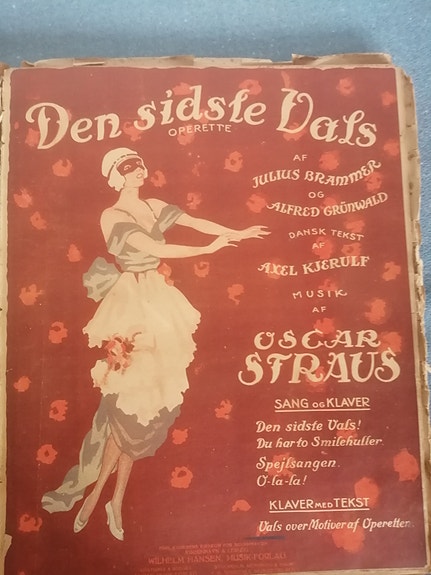 Den sidste Vals
OPERETTE
AF
JULIUS BRAMMER
OG
ALFRED GRÜNWALD
DANSK TEKST
AF
AXEL KJERULF
MUSIK
AF
OSCAR
STRAUS
SANG OG KLAVER
Den sidste Vals!
Du har to Smilehuller.
Spejlsangen.
O-la-la!
KLAVER MED TEKST
Vals over Motiver af Operetten.
WILHELM HANSEN, MUSIKFORLAG